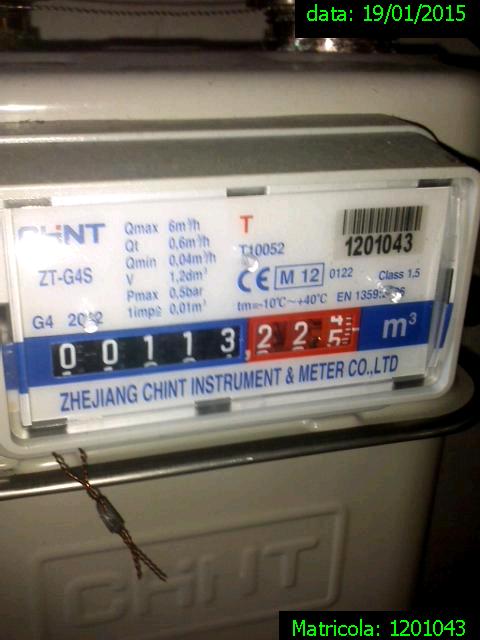 data: 19/01/2015
CHINT
ZT-G4S
G4
Qmax 6m³/h
Qt 0,6m³/h
Qmin 0,04m³/h
V 1,2dm³
Pmax 0,5bar
1imp≙ 0,01m³
T
T10052
CE M 12 0122
tm=-10°C~+40°C
1201043
Class 1,5
00113,225 m³
ZHEJIANG CHINT INSTRUMENT & METER CO.,LTD
CHINT
Matricola: 1201043